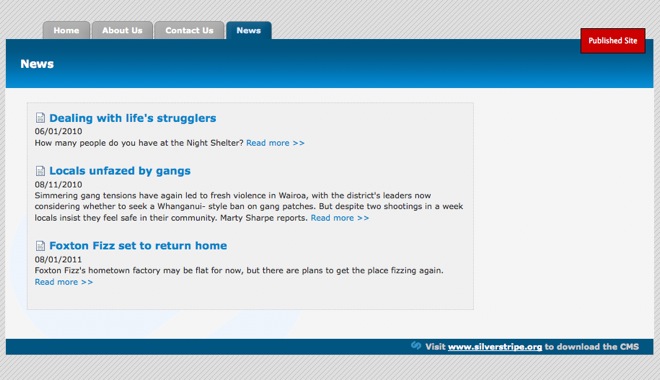 Home
About Us
Contact Us
News
Published Site
News
Dealing with life's strugglers
06/01/2010
How many people do you have at the Night Shelter? Read more >>
Locals unfazed by gangs
08/11/2010
Simmering gang tensions have again led to fresh violence in Wairoa, with the district's leaders now
considering whether to seek a Whanganui- style ban on gang patches. But despite two shootings in a week
locals insist they feel safe in their community. Marty Sharpe reports. Read more >>
Foxton Fizz set to return home
08/01/2011
Foxton Fizz's hometown factory may be flat for now, but there are plans to get the place fizzing again.
Read more >>
Visit www.silverstripe.org to download the CMS